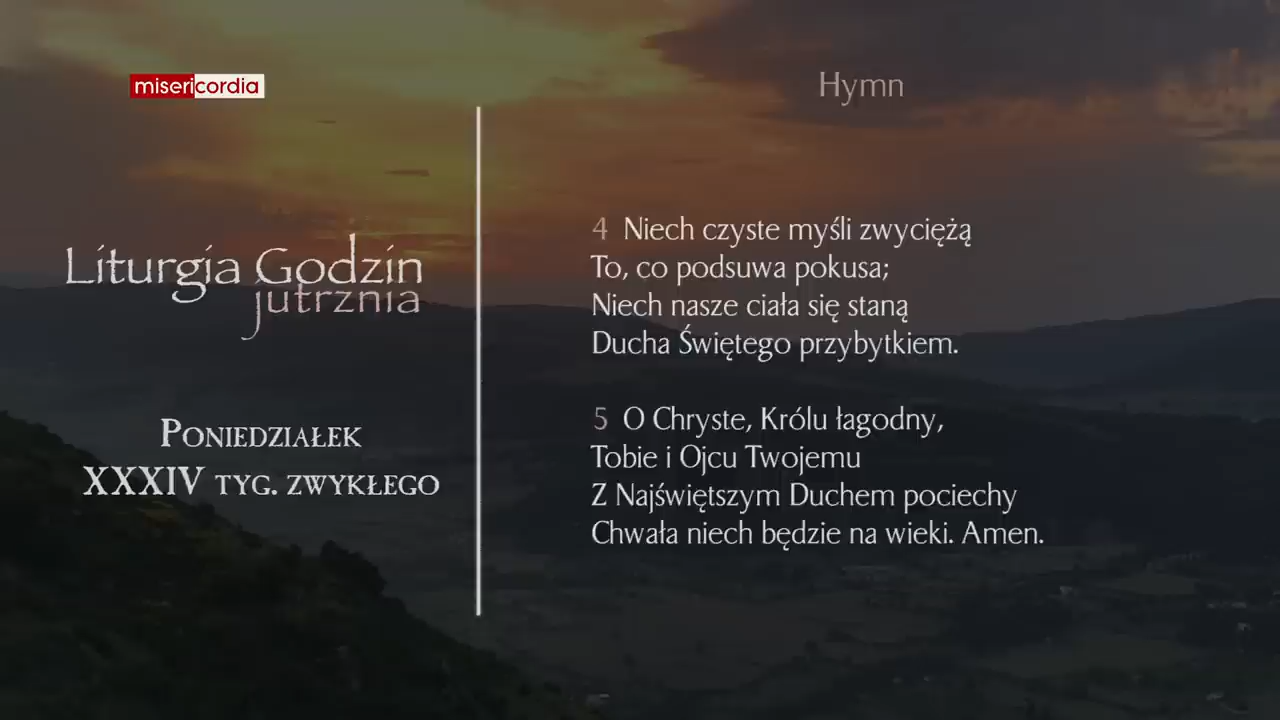 misericordia
Liturgia Godzin
jutrznia
Poniedziałek
XXXIV tyg. zwykłego
Hymn
4 Niech czyste myśli zwyciężą
To, co podsuwa pokusa;
Niech nasze ciała się staną
Ducha Świętego przybytkiem.
5 O Chryste, Królu łagodny,
Tobie i Ojcu Twojemu
Z Najświętszym Duchem pociechy
Chwała niech będzie na wieki. Amen.